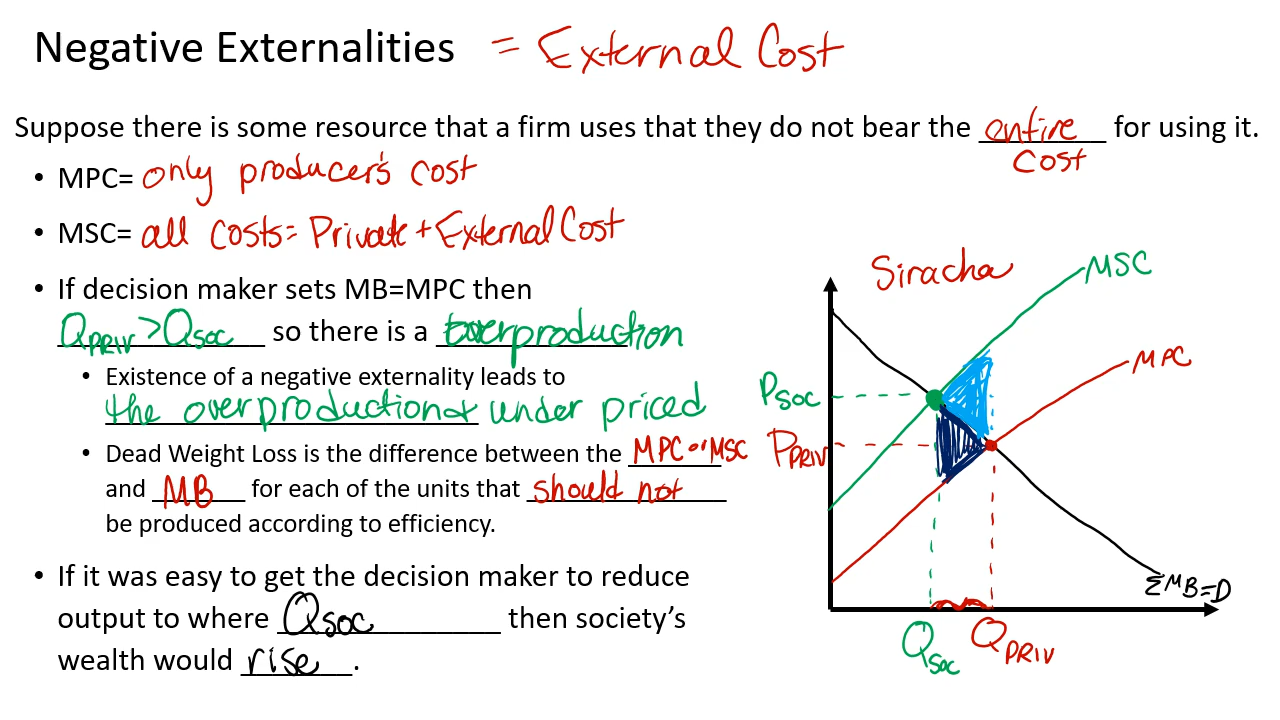 Negative Externalities = External Cost
Suppose there is some resource that a firm uses that they do not bear the entire cost for using it.
• MPC= only producer's cost
• MSC= all costs = Private + External Cost
• If decision maker sets MB=MPC then
QPRIV > Qsoc so there is a overproduction
• Existence of a negative externality leads to
the overproduction & under priced
• Dead Weight Loss is the difference between the MPC or MSC
and MB for each of the units that should not
be produced according to efficiency.
• If it was easy to get the decision maker to reduce
output to where Qsoc then society's
wealth would rise.
Siracha
MSC
MPC
Psoc
PPRIV
ΣMB=D
Qsoc
QPRIV